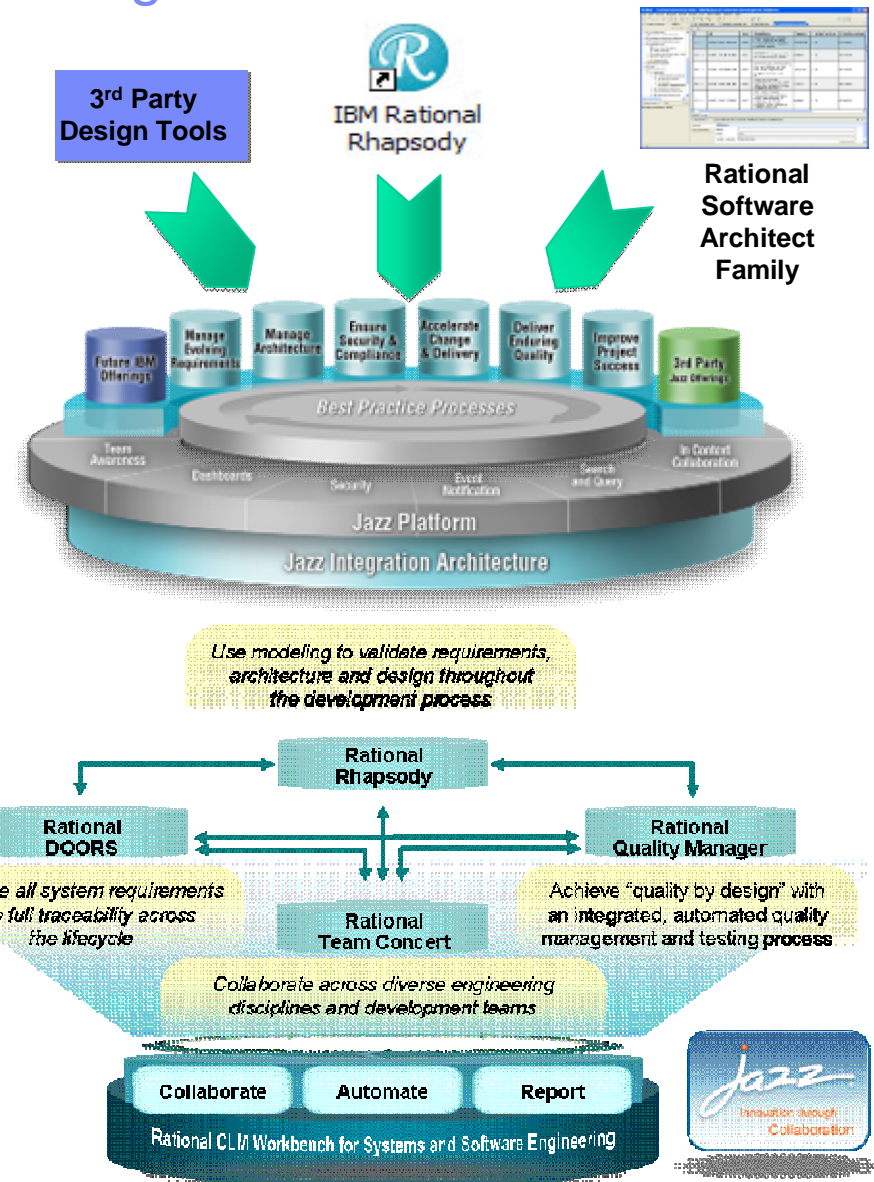 3rd Party
Design Tools
IBM Rational
Rhapsody
Rational
Software
Architect
Family
Future IBM
Offerings
Manage
Evolving
Requirements
Manage
Architecture
Ensure
Security &
Compliance
Accelerate
Change
& Delivery
Deliver
Enduring
Quality
Improve
Project
Success
3rd Party
Jazz Offerings
Best Practice Processes
Team
Awareness
Dashboards
Security
Event
Notification
Search
and Query
In Context
Collaboration
Jazz Platform
Jazz Integration Architecture
Use modeling to validate requirements,
architecture and design throughout
the development process
Rational
Rhapsody
Rational
DOORS
Rational
Quality Manager
all system requirements
full traceability across
the lifecycle
Rational
Team Concert
Achieve "quality by design" with
an integrated, automated quality
management and testing process
Collaborate across diverse engineering
disciplines and development teams
Collaborate
Automate
Report
Rational CLM Workbench for Systems and Software Engineering
jazz
Innovation through
Collaboration